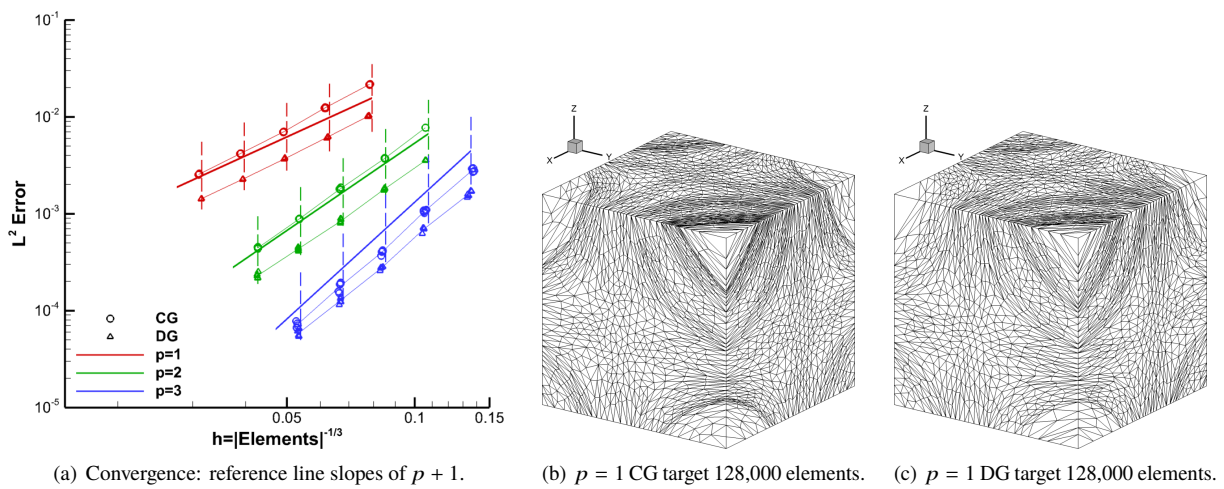 10⁻¹
10⁻²
10⁻³
10⁻⁴
10⁻⁵
L² Error
CG
DG
p=1
p=2
p=3
0.05
0.1
0.15
h=|Elements|⁻¹/³
Z
X
Y
Z
X
Y
(a) Convergence: reference line slopes of p + 1.
(b) p = 1 CG target 128,000 elements.
(c) p = 1 DG target 128,000 elements.